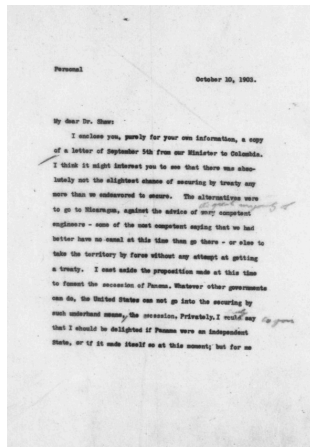 Personal
October 10, 1903.
My dear Dr. Shaw:
I enclose you, purely for your own information, a copy
of a letter of September 5th from our Minister to Colombia.
I think it might interest you to see that there was abso-
lutely not the slightest chance of securing by treaty any
more than we endeavored to secure. The alternatives were
to go to Nicaragua, against the advice of
engineers - some of the most competent saying that we had
better have no canal at this time than go there - or else to
take the territory by force without any attempt at getting
a treaty. I cast aside the proposition made at this time
to foment the secession of Panama. Whatever other governments
can do, the United States can not go into the securing by
such underhand means, the secession. Privately, I say to you
that I should be delighted if Panama were an independent
State, or if it made itself so at this moment; but for me